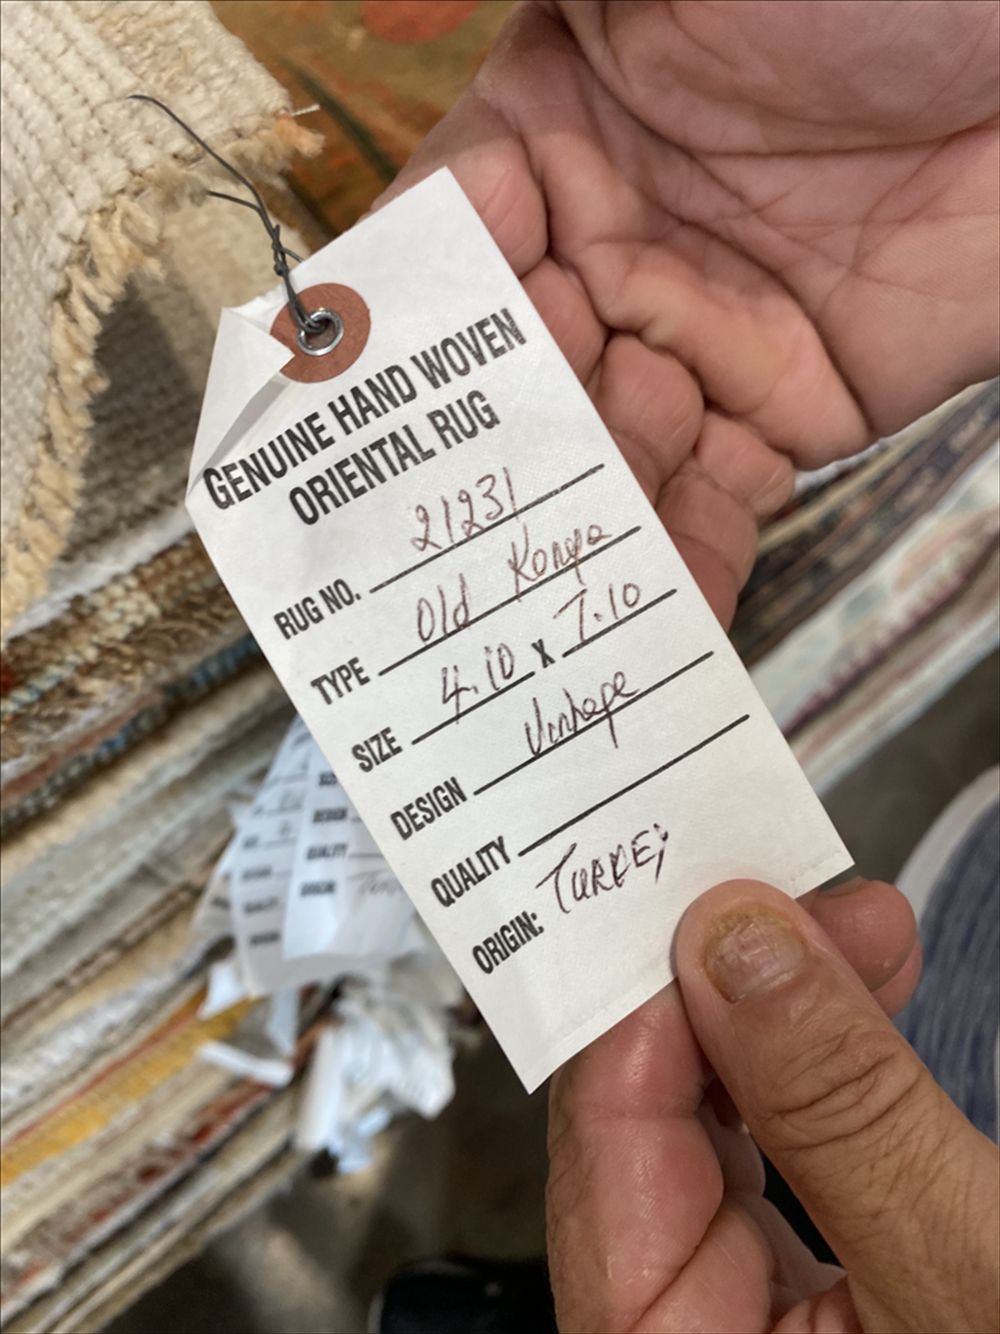 GENUINE HAND WOVEN
ORIENTAL RUG
RUG NO. 21231
TYPE Old Konya
SIZE 4.10 x 7.10
DESIGN Vintage
QUALITY
ORIGIN: TURKEY
QUALITY